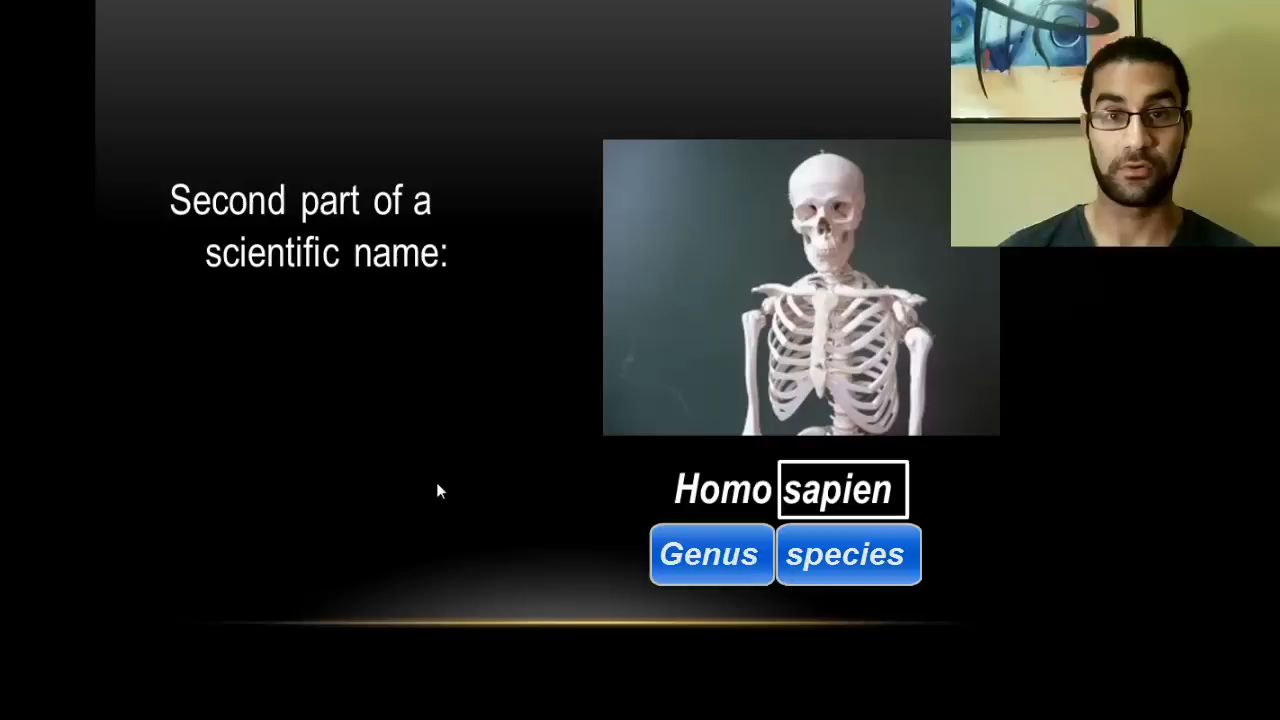 Second part of a
scientific name:
Homo sapien
Genus species